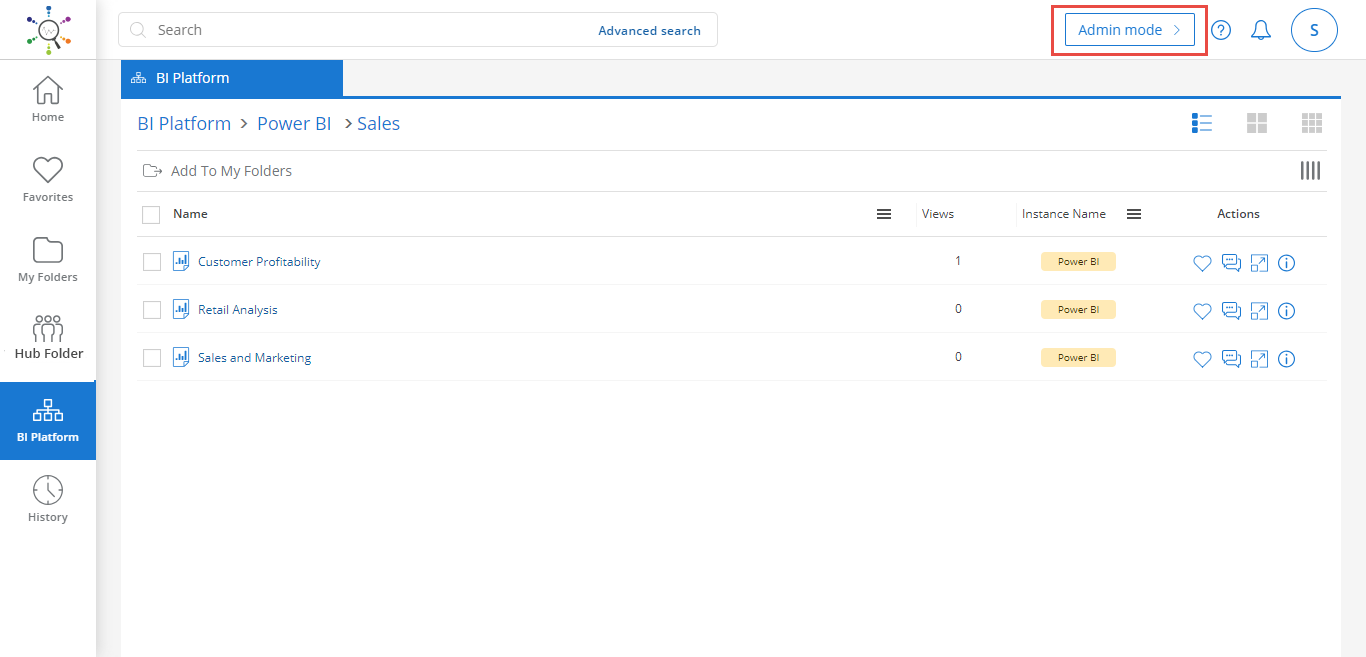 Search
Advanced search
Admin mode
?
S
Home
Favorites
My Folders
Hub Folder
BI Platform
History
BI Platform
BI Platform > Power BI > Sales
Add To My Folders
Name Views Instance Name Actions
Customer Profitability 1 Power BI
Retail Analysis 0 Power BI
Sales and Marketing 0 Power BI